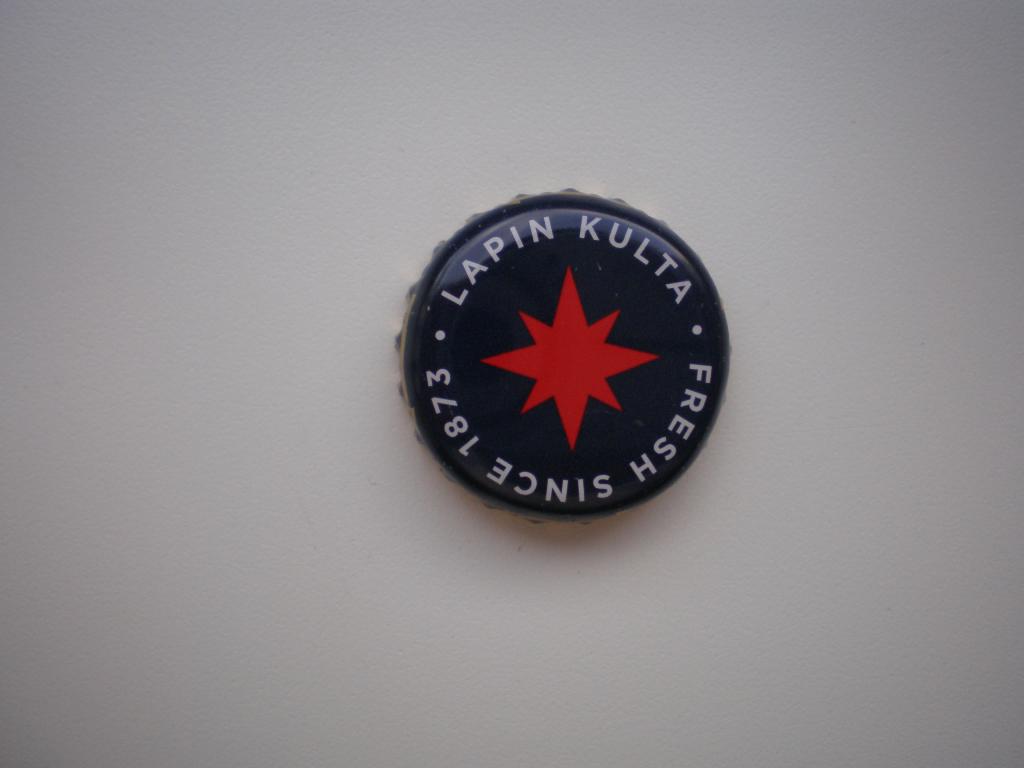 LAPIN KULTA • FRESH SINCE 1873 •